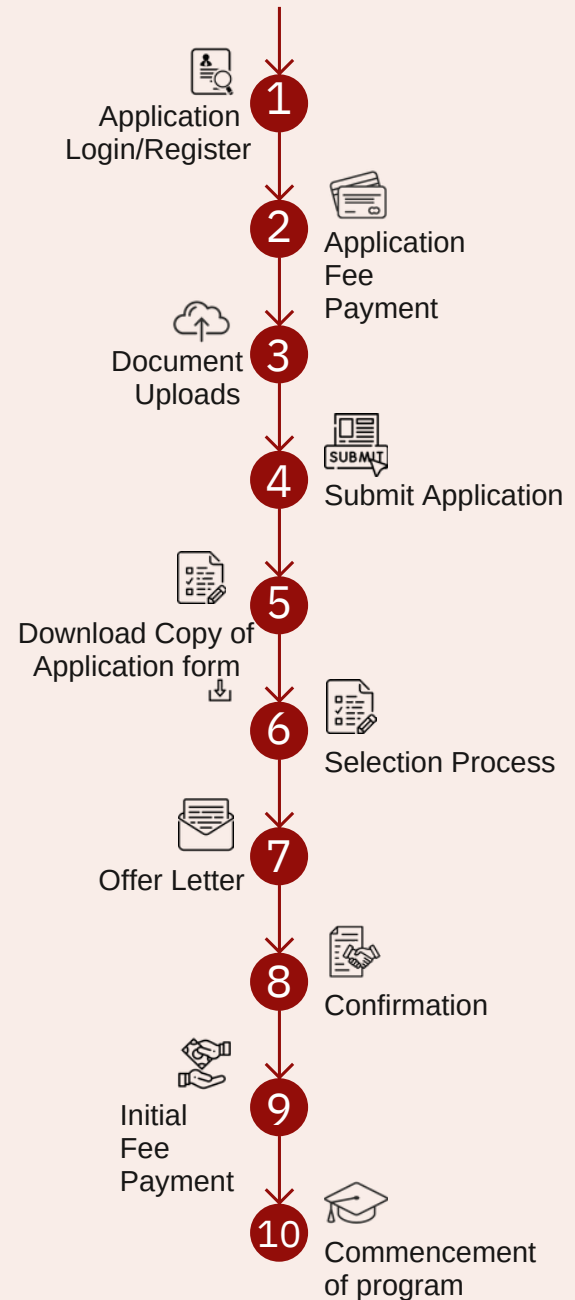 1
Application
Login/Register
2
Application
Fee
Payment
3
Document
Uploads
SUBMIT
4
Submit Application
5
Download Copy of
Application form
6
Selection Process
7
Offer Letter
8
Confirmation
9
Initial
Fee
Payment
10
Commencement
of program